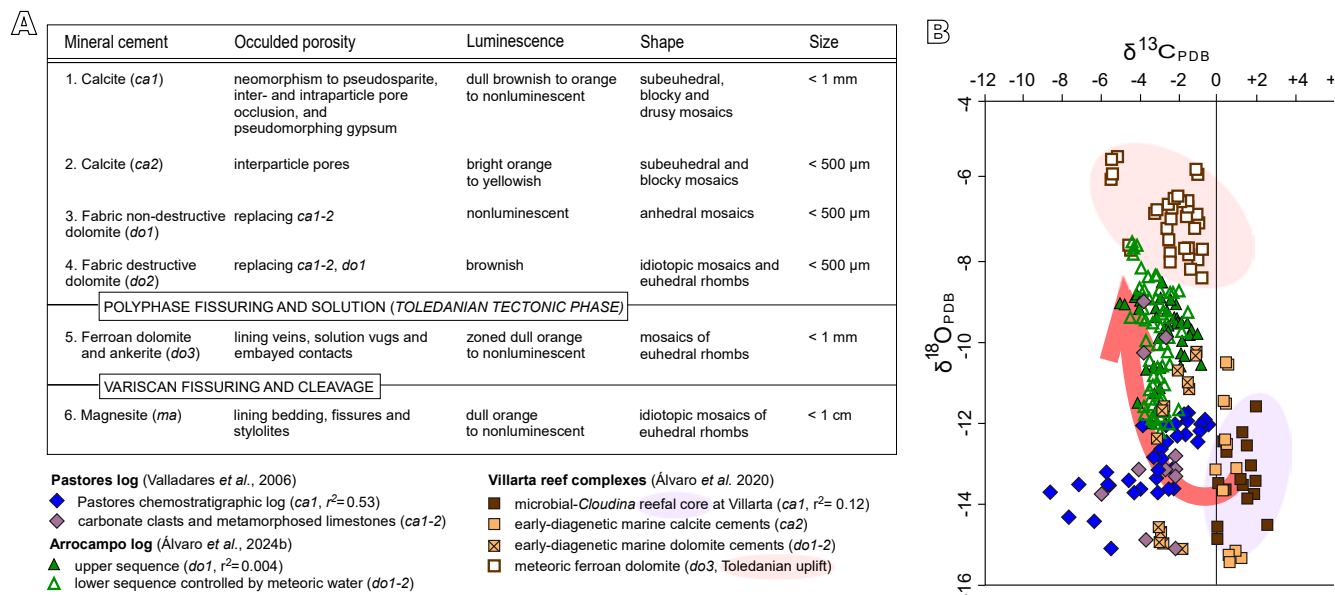 A
Mineral cement Occulded porosity Luminescence Shape Size
1. Calcite (ca1) neomorphism to pseudosparite, dull brownish to orange subeuhedral, < 1 mm
inter- and intraparticle pore to nonluminescent blocky and
occlusion, and drusy mosaics
pseudomorphing gypsum
2. Calcite (ca2) interparticle pores bright orange subeuhedral and < 500 µm
to yellowish blocky mosaics
3. Fabric non-destructive replacing ca1-2 nonluminescent anhedral mosaics < 500 µm
dolomite (do1)
4. Fabric destructive replacing ca1-2, do1 brownish idiotopic mosaics and < 500 µm
dolomite (do2) euhedral rhombs
POLYPHASE FISSURING AND SOLUTION (TOLEDANIAN TECTONIC PHASE)
5. Ferroan dolomite lining veins, solution vugs and zoned dull orange mosaics of < 1 mm
and ankerite (do3) embayed contacts to nonluminescent euhedral rhombs
VARISCAN FISSURING AND CLEAVAGE
6. Magnesite (ma) lining bedding, fissures and dull orange idiotopic mosaics of < 1 cm
stylolites to nonluminescent euhedral rhombs
Pastores log (Valladares et al., 2006)
Pastores chemostratigraphic log (ca1, r²=0.53)
carbonate clasts and metamorphosed limestones (ca1-2)
Arrocampo log (Álvaro et al., 2024b)
upper sequence (do1, r²=0.004)
lower sequence controlled by meteoric water (do1-2)
Villarta reef complexes (Álvaro et al. 2020)
microbial-Cloudina reefal core at Villarta (ca1, r²= 0.12)
early-diagenetic marine calcite cements (ca2)
early-diagenetic marine dolomite cements (do1-2)
meteoric ferroan dolomite (do3, Toledanian uplift)
B
δ¹³C PDB
-12 -10 -8 -6 -4 -2 0 +2 +4 +
-4
-6
-8
-10
-12
-14
-16
δ¹⁸O PDB